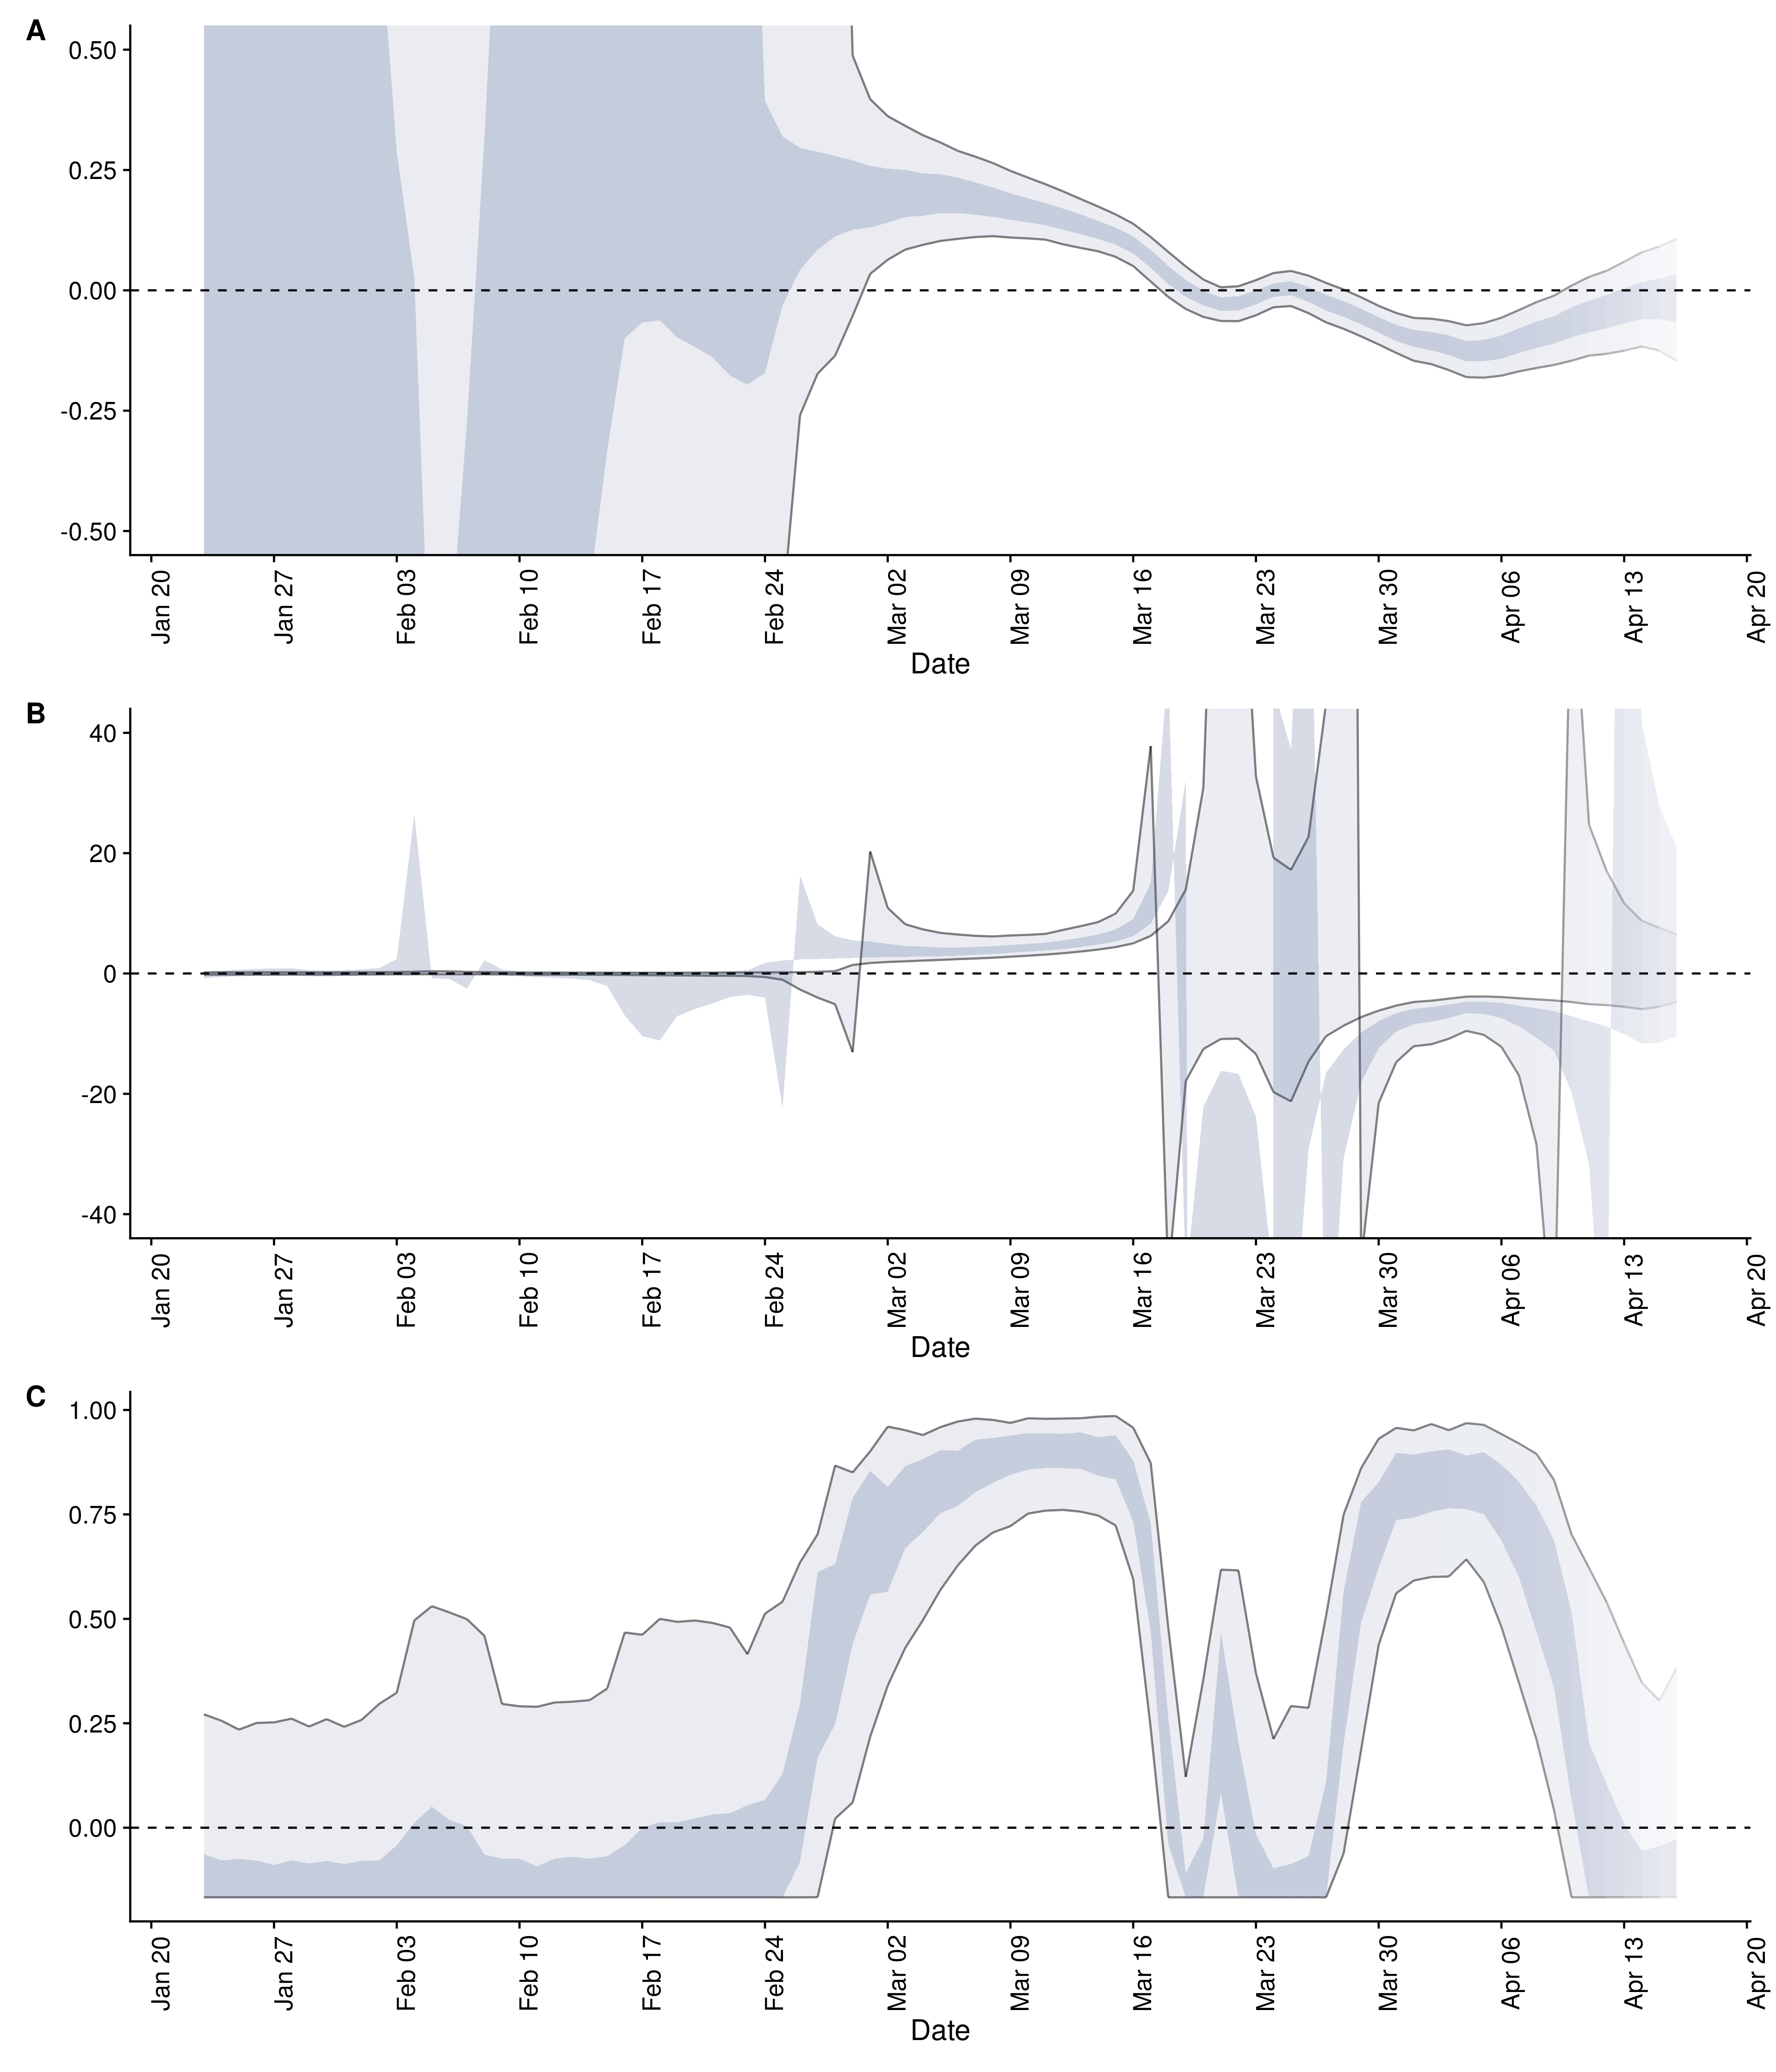 A
0.50
0.25
0.00
-0.25
-0.50
Jan 20
Jan 27
Feb 03
Feb 10
Feb 17
Feb 24
Mar 02
Mar 09
Mar 16
Mar 23
Mar 30
Apr 06
Apr 13
Apr 20
Date
B
40
20
0
-20
-40
Jan 20
Jan 27
Feb 03
Feb 10
Feb 17
Feb 24
Mar 02
Mar 09
Mar 16
Mar 23
Mar 30
Apr 06
Apr 13
Apr 20
Date
C
1.00
0.75
0.50
0.25
0.00
Jan 20
Jan 27
Feb 03
Feb 10
Feb 17
Feb 24
Mar 02
Mar 09
Mar 16
Mar 23
Mar 30
Apr 06
Apr 13
Apr 20
Date